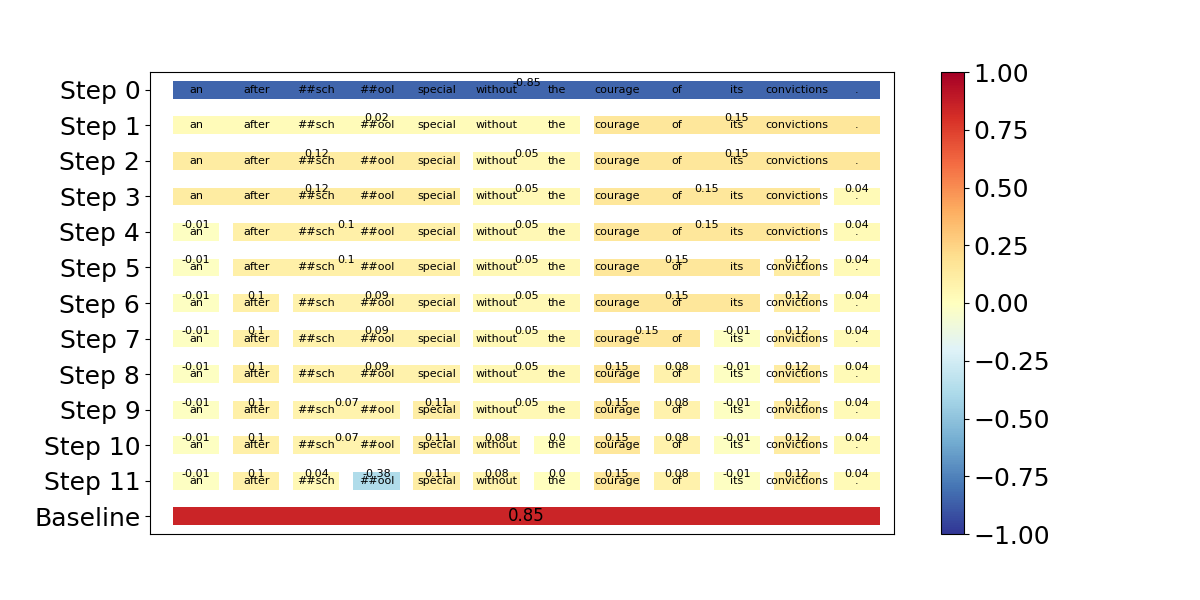 -0.85
Step 0 an after ##sch ##ool special without the courage of its convictions .
0.02 0.15
Step 1 an after ##sch ##ool special without the courage of its convictions .
0.12 0.05 0.15
Step 2 an after ##sch ##ool special without the courage of its convictions .
0.12 0.05 0.15 0.04
Step 3 an after ##sch ##ool special without the courage of its convictions .
-0.01 0.1 0.05 0.15 0.04
Step 4 an after ##sch ##ool special without the courage of its convictions .
-0.01 0.1 0.05 0.15 0.12 0.04
Step 5 an after ##sch ##ool special without the courage of its convictions .
-0.01 0.1 0.09 0.05 0.15 0.12 0.04
Step 6 an after ##sch ##ool special without the courage of its convictions .
-0.01 0.1 0.09 0.05 0.15 -0.01 0.12 0.04
Step 7 an after ##sch ##ool special without the courage of its convictions .
-0.01 0.1 0.09 0.05 0.15 0.08 -0.01 0.12 0.04
Step 8 an after ##sch ##ool special without the courage of its convictions .
-0.01 0.1 0.07 0.11 0.05 0.15 0.08 -0.01 0.12 0.04
Step 9 an after ##sch ##ool special without the courage of its convictions .
-0.01 0.1 0.07 0.11 0.08 0.0 0.15 0.08 -0.01 0.12 0.04
Step 10 an after ##sch ##ool special without the courage of its convictions .
-0.01 0.1 0.04 -0.38 0.11 0.08 0.0 0.15 0.08 -0.01 0.12 0.04
Step 11 an after ##sch ##ool special without the courage of its convictions .
Baseline 0.85
1.00
0.75
0.50
0.25
0.00
−0.25
−0.50
−0.75
−1.00